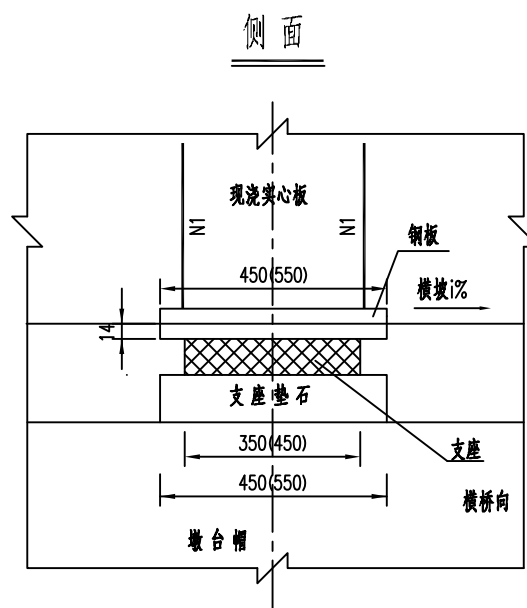 侧面
现浇实心板
N1
N1
钢板
450(550)
横坡i%
14
支座垫石
350(450)
支座
450(550)
横桥向
墩台帽